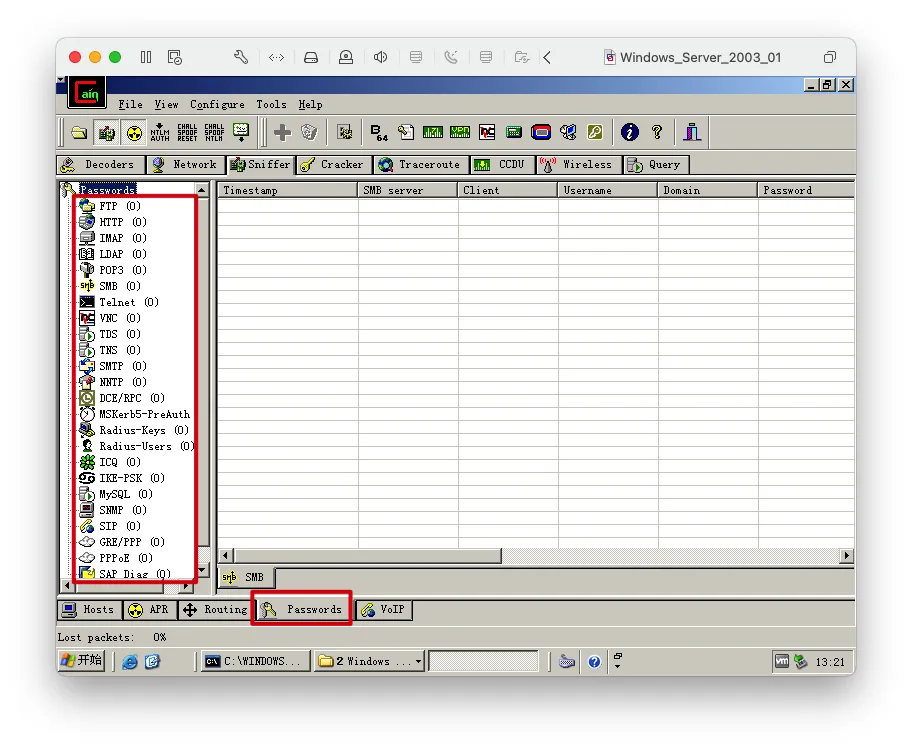 Windows_Server_2003_01
Cain
File View Configure Tools Help
NTLM AUTH CHALL SPOOF RESET CHALL SPOOF NTLM B64
Decoders Network Sniffer Cracker Traceroute CCDU Wireless Query
Passwords
Timestamp SMB server Client Username Domain Password
FTP (0)
HTTP (0)
IMAP (0)
LDAP (0)
POP3 (0)
SMB (0)
Telnet (0)
VNC (0)
TDS (0)
TNS (0)
SMTP (0)
NNTP (0)
DCE/RPC (0)
MSKerb5-PreAuth
Radius-Keys (0)
Radius-Users (0)
ICQ (0)
IKE-PSK (0)
MySQL (0)
SNMP (0)
SIP (0)
GRE/PPP (0)
PPPoE (0)
SAP Diag (0)
SMB
Hosts APR Routing Passwords VoIP
Lost packets: 0%
开始 C:\WINDOWS... 2 Windows ... 13:21